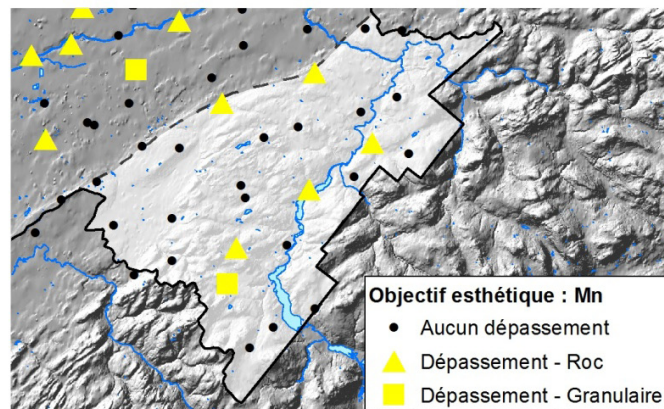 Objectif esthétique : Mn
Aucun dépassement
Dépassement - Roc
Dépassement - Granulaire